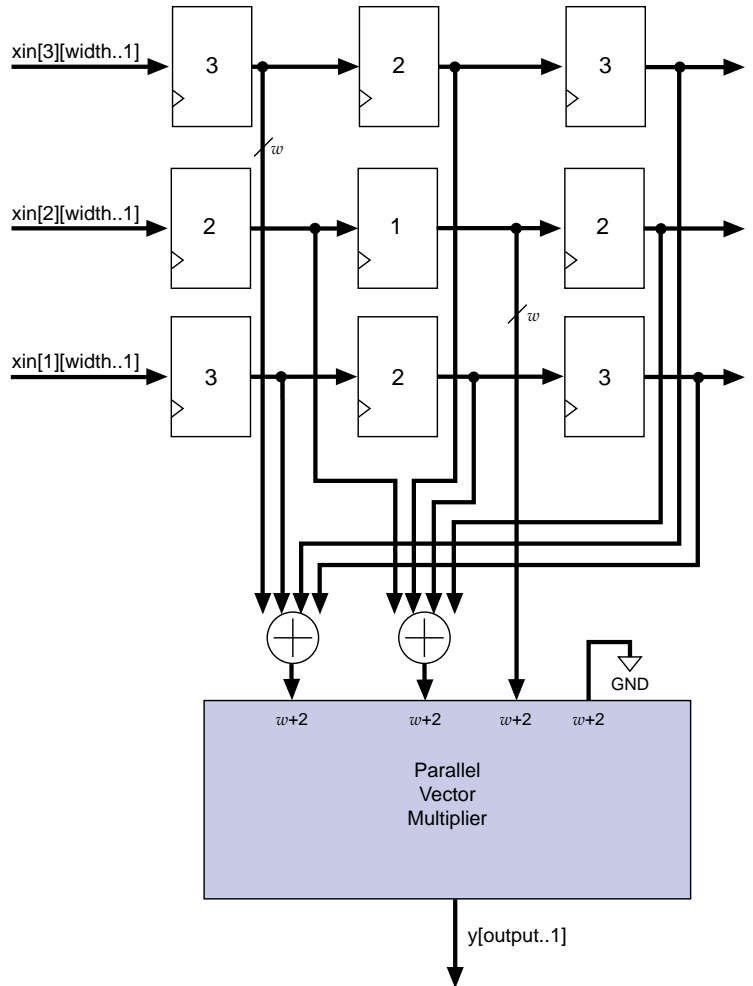 xin[3][width..1]
3
2
3
w
xin[2][width..1]
2
1
2
w
xin[1][width..1]
3
2
3
GND
w+2
w+2
w+2
w+2
Parallel
Vector
Multiplier
y[output..1]